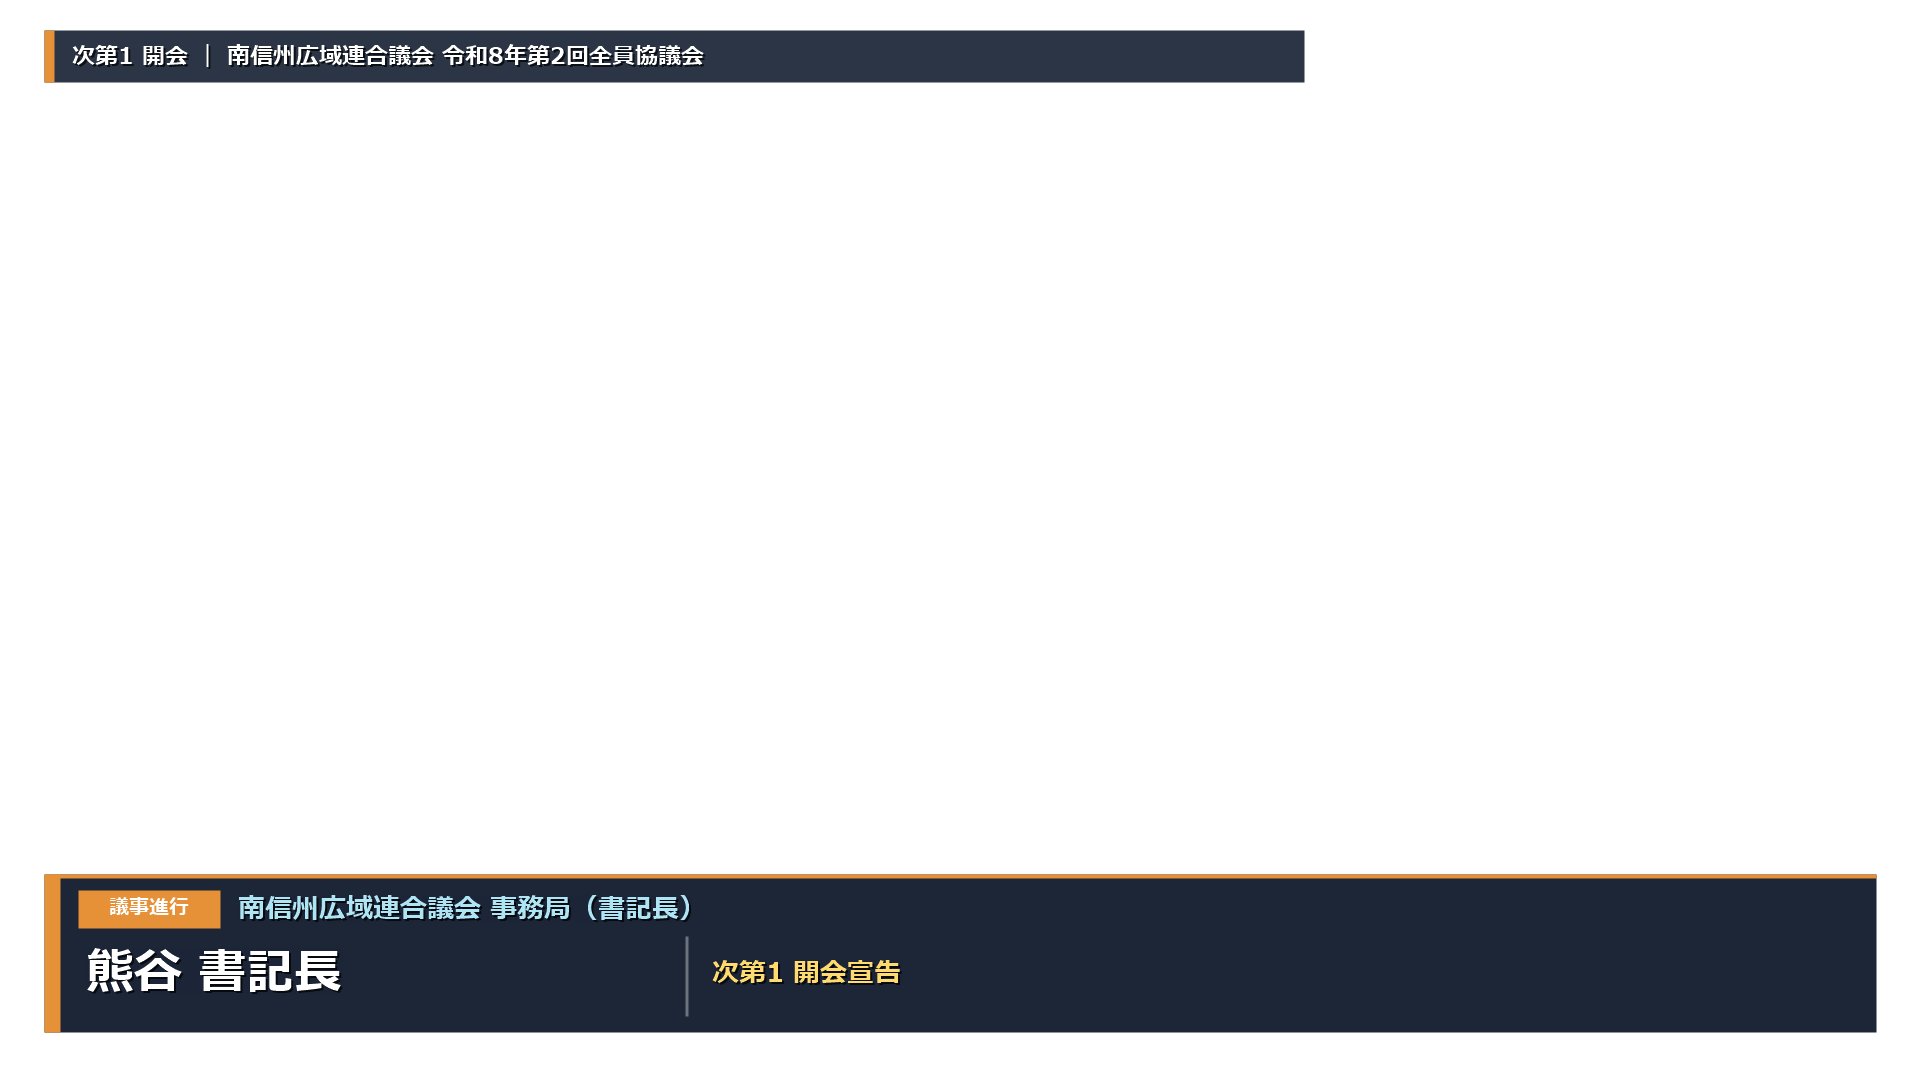 次第1 開会 ｜ 南信州広域連合議会 令和8年第2回全員協議会
議事進行 南信州広域連合議会 事務局（書記長）
熊谷 書記長
次第1 開会宣告